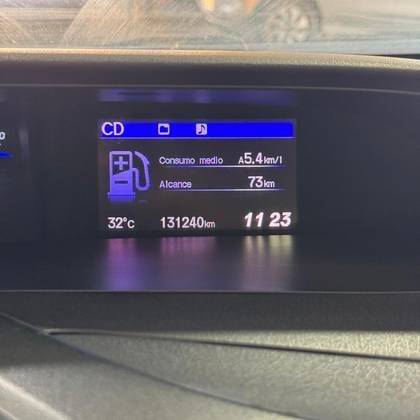 CD
Consumo medio A5.4km/l
Alcance 73km
32°C 131240km 11 23